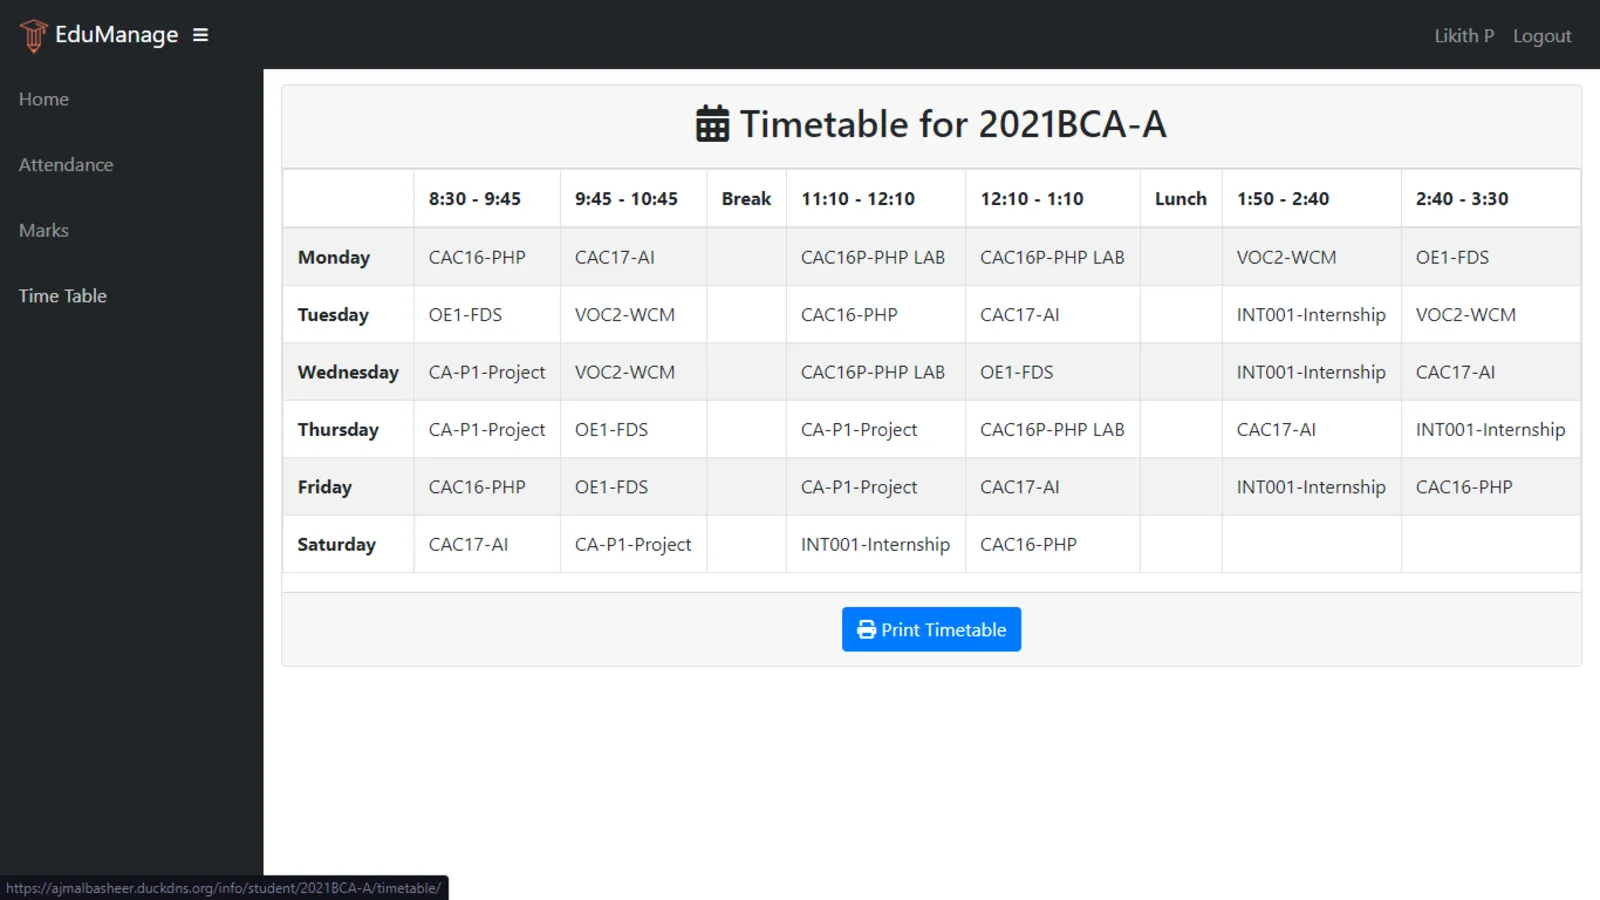 EduManage
Likith P Logout
Home
Attendance
Marks
Time Table
Timetable for 2021BCA-A
8:30 - 9:45 9:45 - 10:45 Break 11:10 - 12:10 12:10 - 1:10 Lunch 1:50 - 2:40 2:40 - 3:30
Monday CAC16-PHP CAC17-AI CAC16P-PHP LAB CAC16P-PHP LAB VOC2-WCM OE1-FDS
Tuesday OE1-FDS VOC2-WCM CAC16-PHP CAC17-AI INT001-Internship VOC2-WCM
Wednesday CA-P1-Project VOC2-WCM CAC16P-PHP LAB OE1-FDS INT001-Internship CAC17-AI
Thursday CA-P1-Project OE1-FDS CA-P1-Project CAC16P-PHP LAB CAC17-AI INT001-Internship
Friday CAC16-PHP OE1-FDS CA-P1-Project CAC17-AI INT001-Internship CAC16-PHP
Saturday CAC17-AI CA-P1-Project INT001-Internship CAC16-PHP
Print Timetable
https://ajmalbasheer.duckdns.org/info/student/2021BCA-A/timetable/